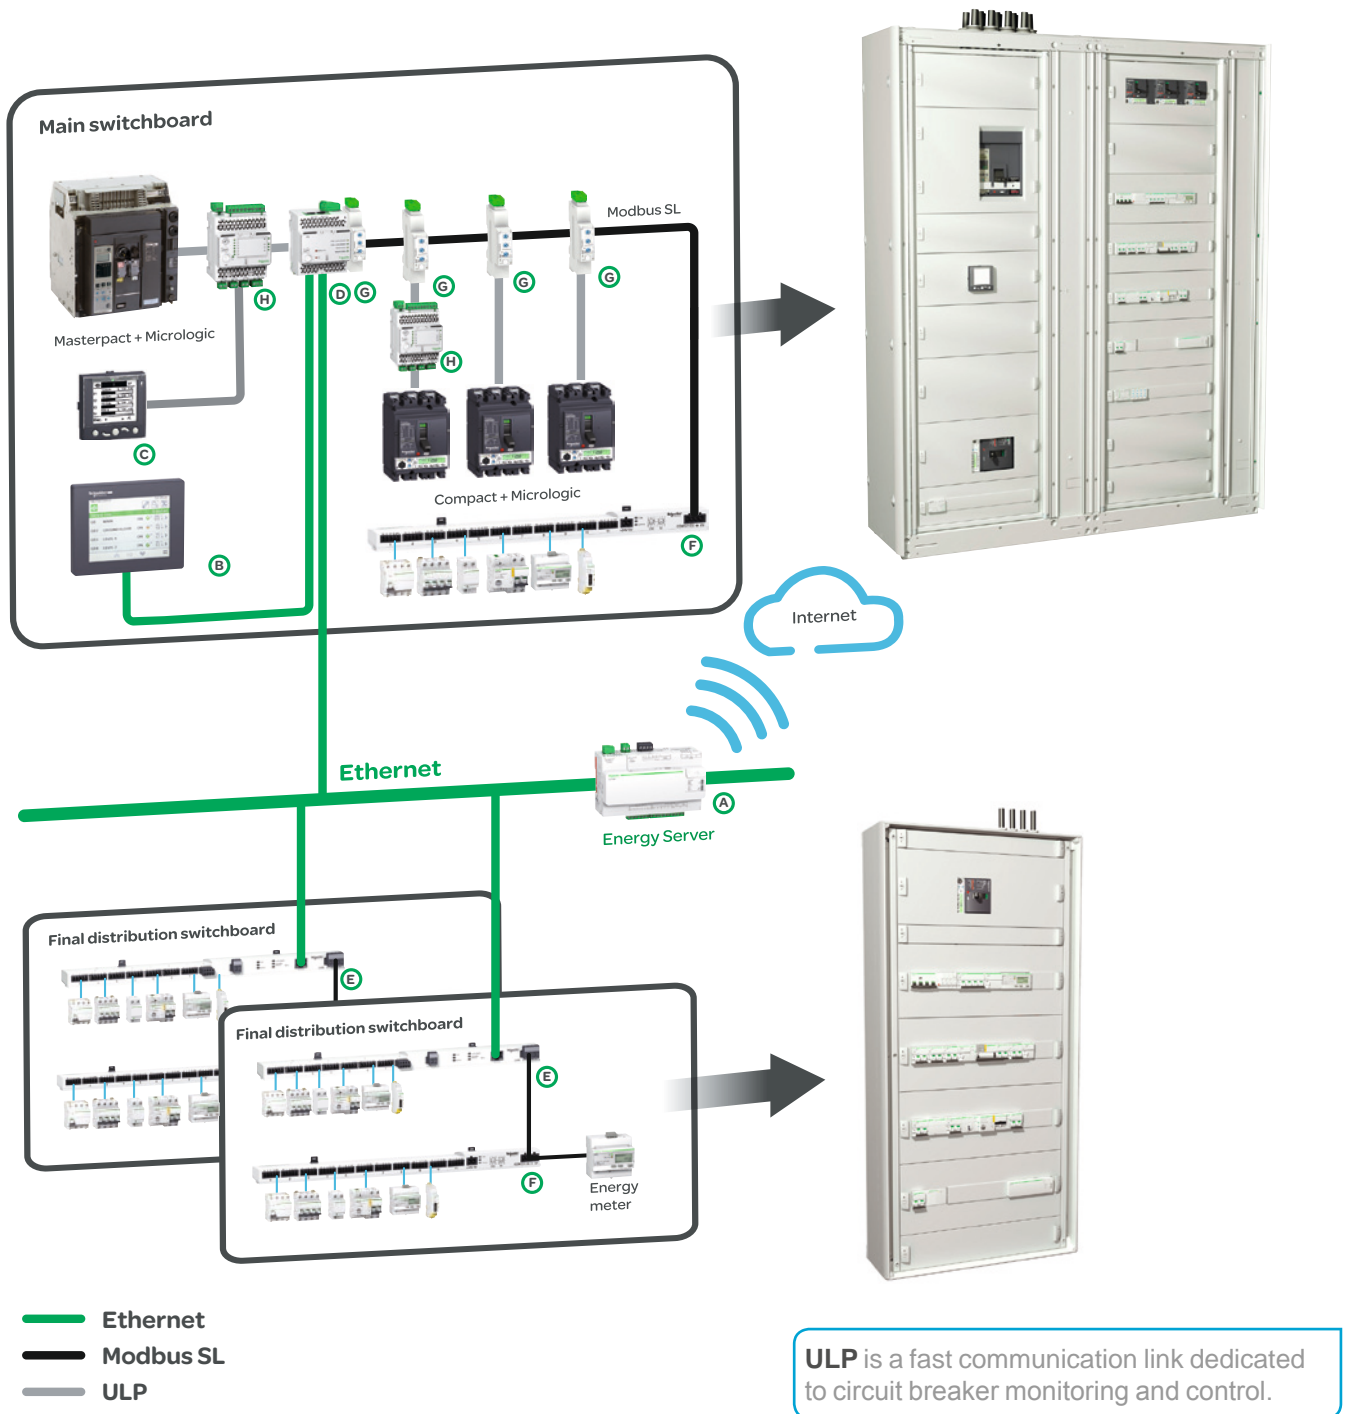 Main switchboard
Modbus SL
H
D
G
G
G
G
Masterpact + Micrologic
H
C
Compact + Micrologic
B
F
Internet
Ethernet
A
Energy Server
Final distribution switchboard
E
Final distribution switchboard
E
F
Energy
meter
Ethernet
Modbus SL
ULP
ULP is a fast communication link dedicated
to circuit breaker monitoring and control.